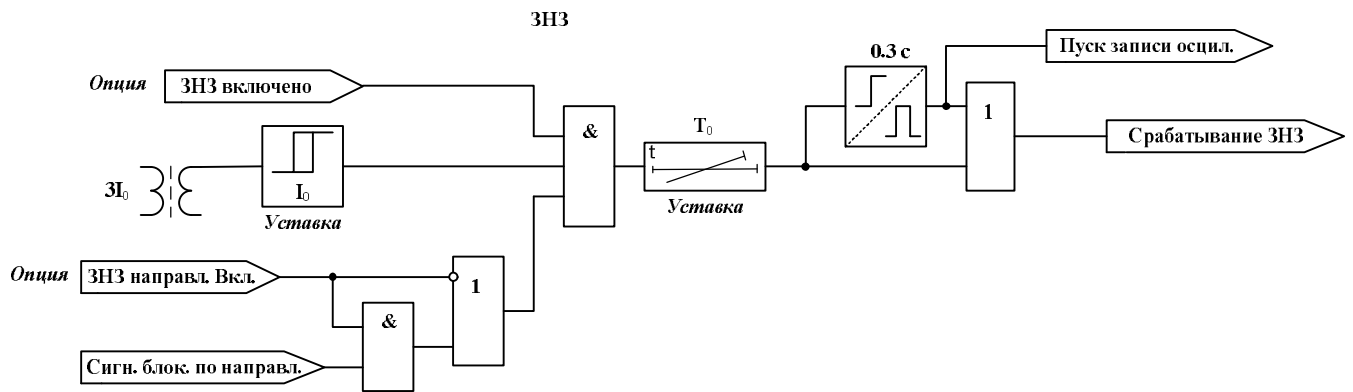 ЗНЗ
Пуск записи осцил.
0.3 с
Опция
ЗНЗ включено
&
T₀
1
Срабатывание ЗНЗ
t
3I₀
I₀
Уставка
Уставка
Опция
ЗНЗ направл. Вкл.
1
&
Сигн. блок. по направл.